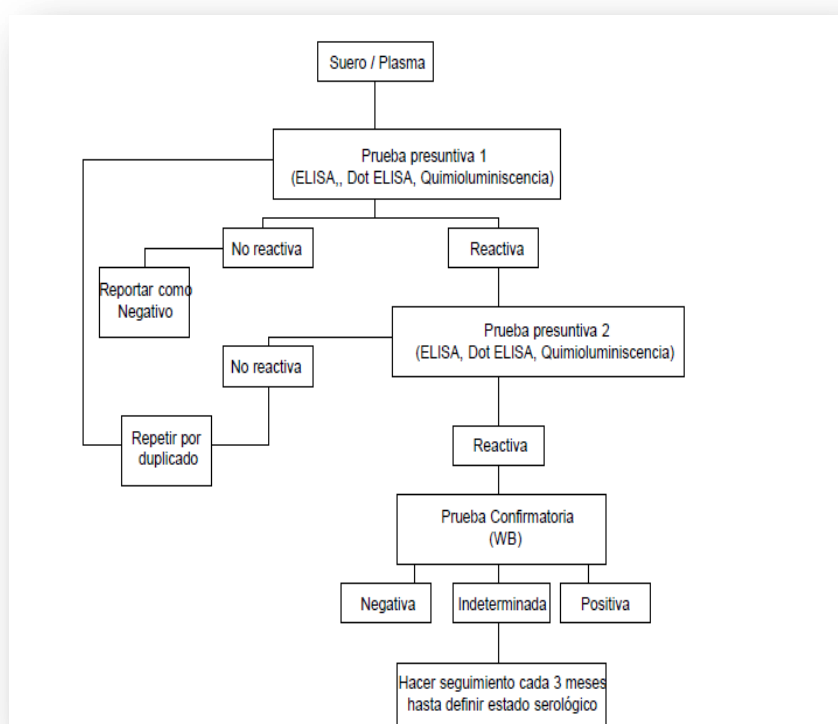 Suero / Plasma
Prueba presuntiva 1
(ELISA,, Dot ELISA, Quimioluminiscencia)
No reactiva
Reactiva
Reportar como
Negativo
Prueba presuntiva 2
(ELISA, Dot ELISA, Quimioluminiscencia)
No reactiva
Repetir por
duplicado
Reactiva
Prueba Confirmatoria
(WB)
Negativa
Indeterminada
Positiva
Hacer seguimiento cada 3 meses
hasta definir estado serológico